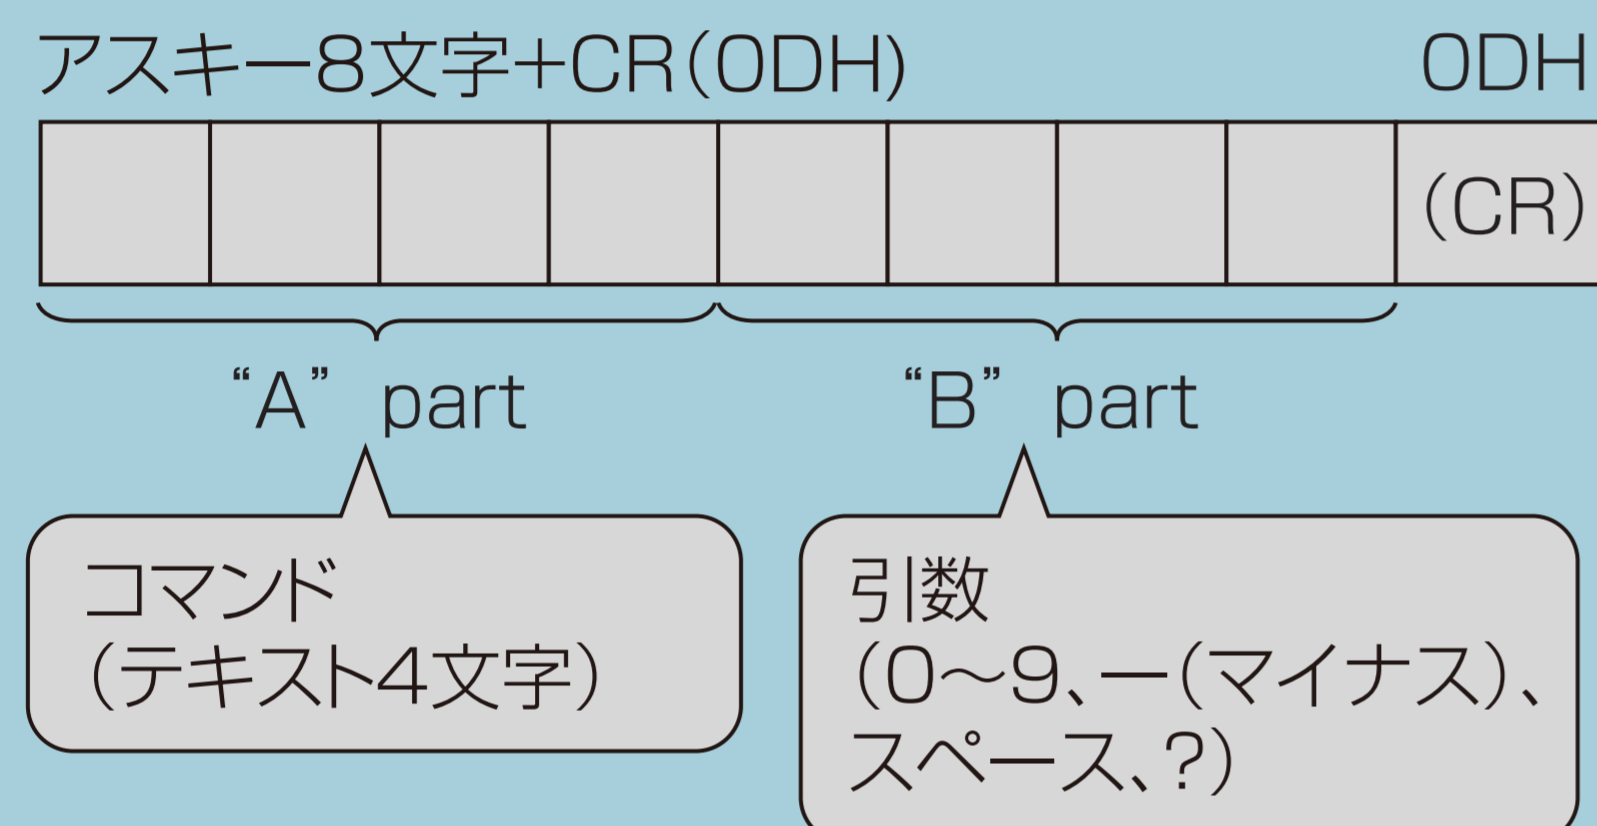 アスキー8文字+CR(0DH)
0DH
(CR)
“A” part
“B” part
コマンド
(テキスト4文字)
引数
(0〜9、ー(マイナス)、
スペース、?)